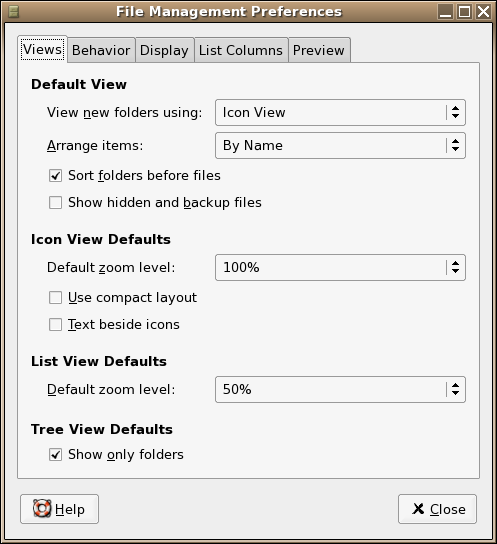 File Management Preferences
Views Behavior Display List Columns Preview
Default View
View new folders using: Icon View
Arrange items: By Name
Sort folders before files
Show hidden and backup files
Icon View Defaults
Default zoom level: 100%
Use compact layout
Text beside icons
List View Defaults
Default zoom level: 50%
Tree View Defaults
Show only folders
Help Close